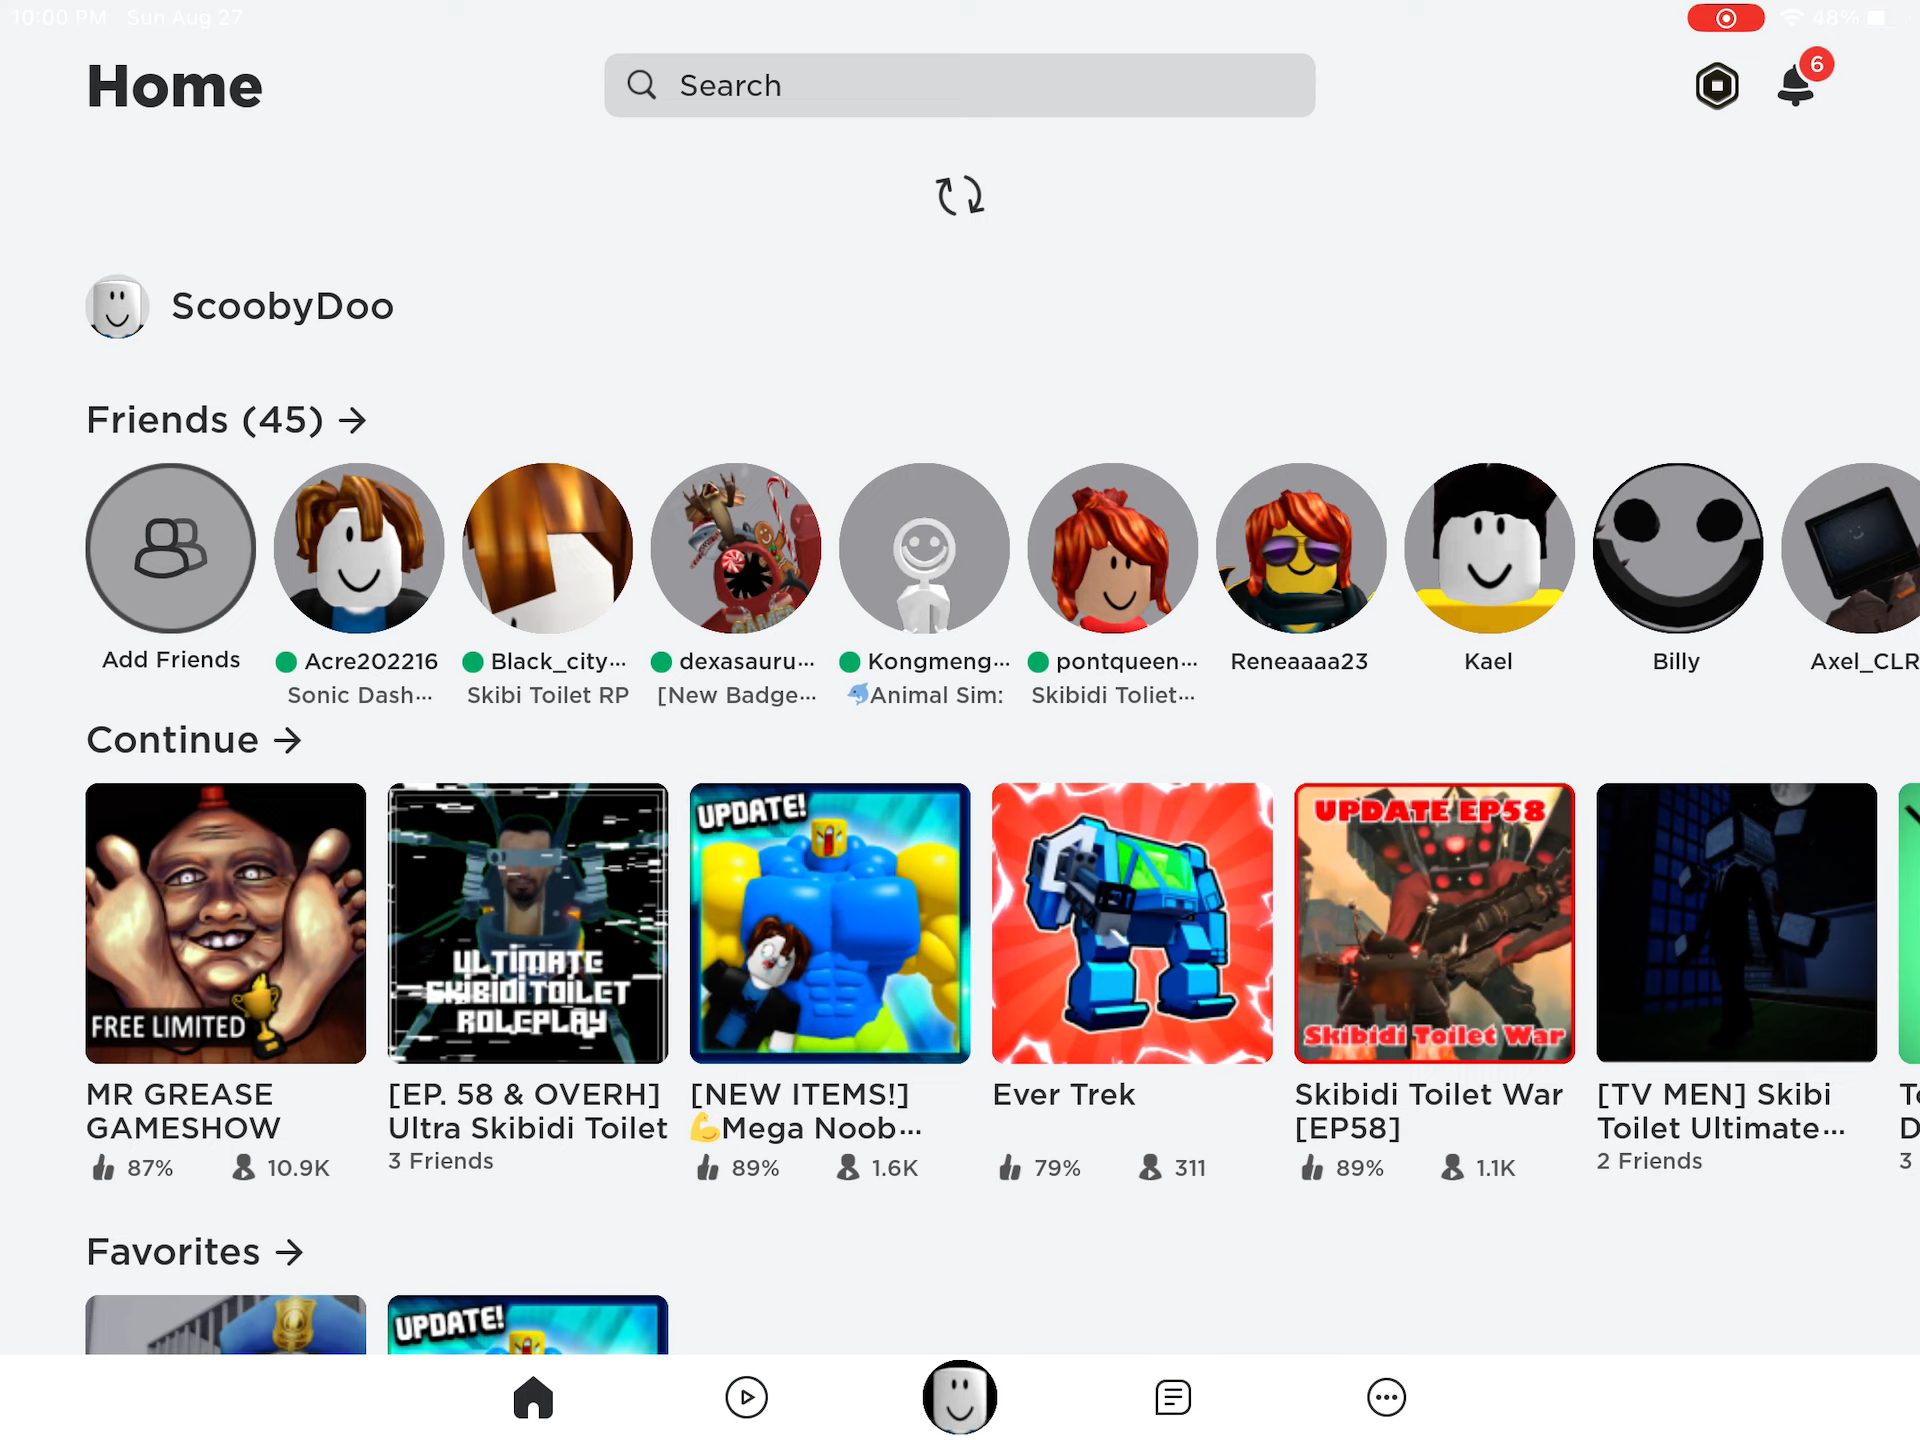 10:00 PM Sun Aug 27
48%
Home
Search
6
ScoobyDoo
Friends (45)
Add Friends
Acre202216
Black_city...
dexasauru...
Kongmeng...
pontqueen...
Reneaaaa23
Kael
Billy
Axel_CLR
Sonic Dash...
Skibi Toilet RP
[New Badge...
🐬Animal Sim:
Skibidi Toliet...
Continue
FREE LIMITED
ULTIMATE
SKIBIDI TOILET
ROLEPLAY
UPDATE!
UPDATE EP58
Skibidi Toilet War
MR GREASE
GAMESHOW
87% 10.9K
[EP. 58 & OVERH]
Ultra Skibidi Toilet
3 Friends
[NEW ITEMS!]
💪Mega Noob...
89% 1.6K
Ever Trek
79% 311
Skibidi Toilet War
[EP58]
89% 1.1K
[TV MEN] Skibi
Toilet Ultimate...
2 Friends
3
Favorites
UPDATE!